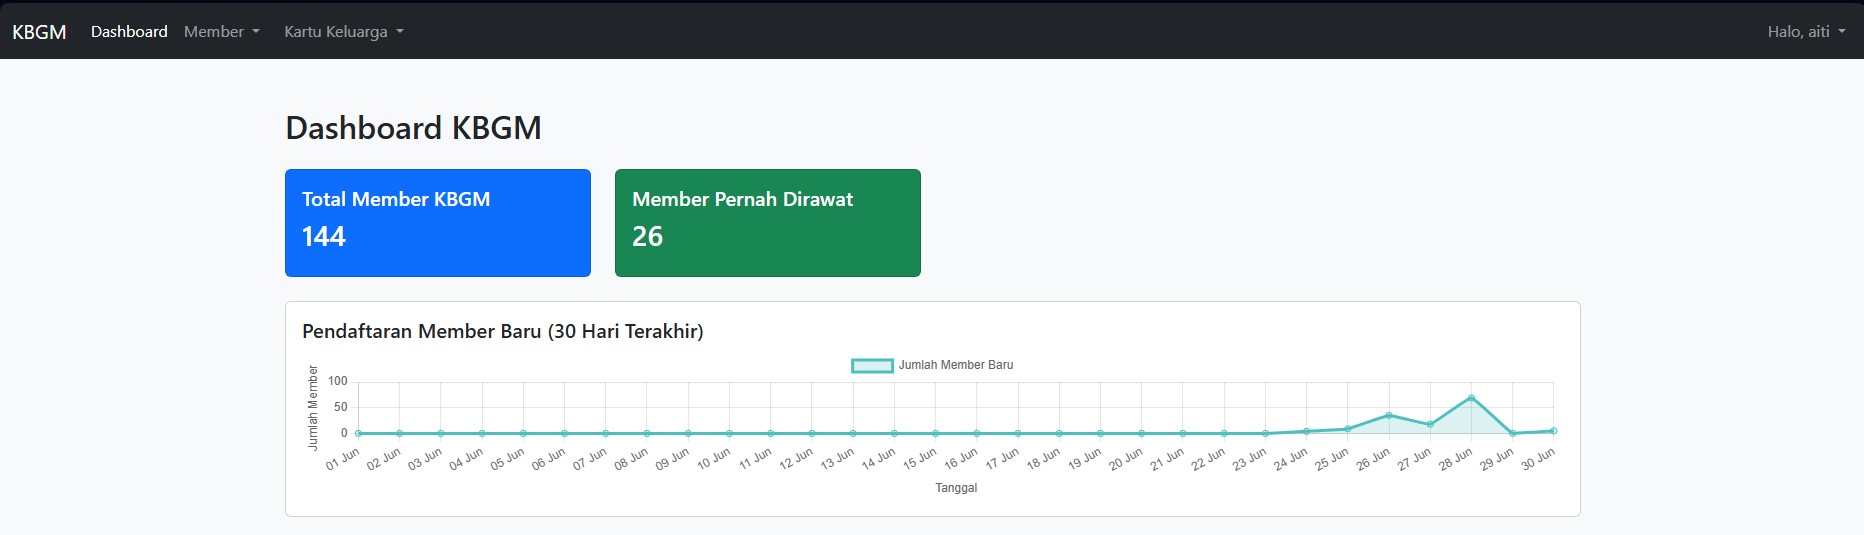 KBGM Dashboard Member Kartu Keluarga Halo, aiti
Dashboard KBGM
Total Member KBGM
144
Member Pernah Dirawat
26
Pendaftaran Member Baru (30 Hari Terakhir)
Jumlah Member Baru
Jumlah Member
100
50
0
01 Jun 02 Jun 03 Jun 04 Jun 05 Jun 06 Jun 07 Jun 08 Jun 09 Jun 10 Jun 11 Jun 12 Jun 13 Jun 14 Jun 15 Jun 16 Jun 17 Jun 18 Jun 19 Jun 20 Jun 21 Jun 22 Jun 23 Jun 24 Jun 25 Jun 26 Jun 27 Jun 28 Jun 29 Jun 30 Jun
Tanggal